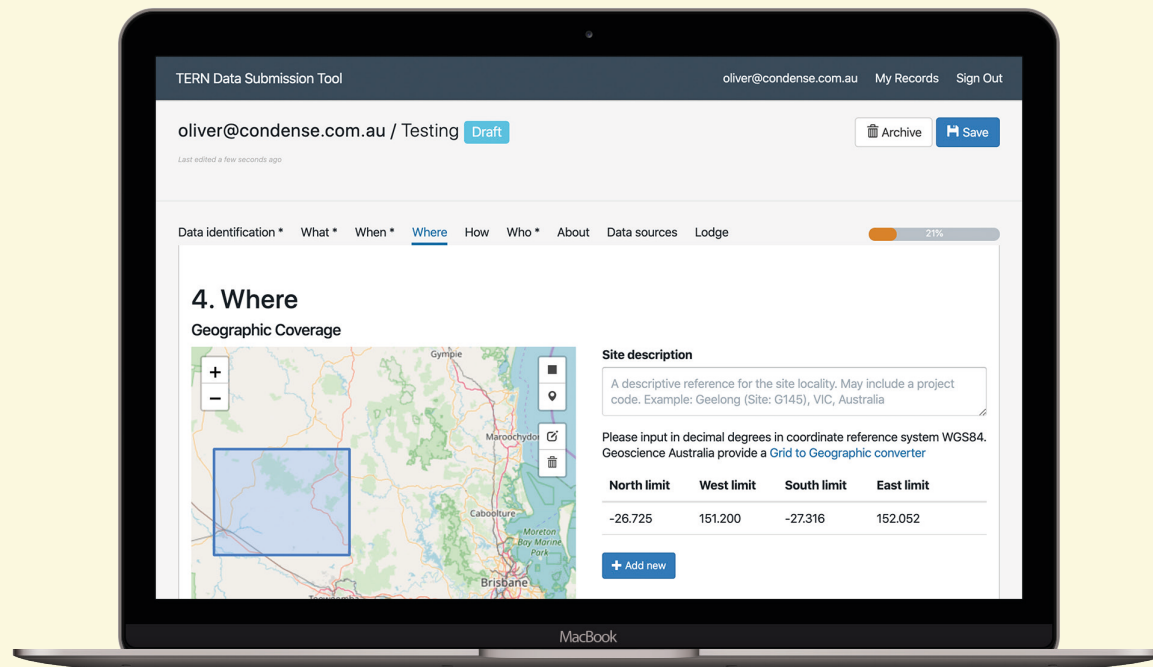 TERN Data Submission Tool
oliver@condense.com.au My Records Sign Out
oliver@condense.com.au / Testing Draft
Archive Save
Last edited a few seconds ago
Data identification * What * When * Where How Who * About Data sources Lodge
21%
4. Where
Geographic Coverage
+
−
Gympie
Maroochydor
Caboolture
Moreton
Bay Marine
Park
Brisbane
Toowoomba
Site description
A descriptive reference for the site locality. May include a project
code. Example: Geelong (Site: G145), VIC, Australia
Please input in decimal degrees in coordinate reference system WGS84.
Geoscience Australia provide a Grid to Geographic converter
North limit West limit South limit East limit
-26.725 151.200 -27.316 152.052
+ Add new
MacBook